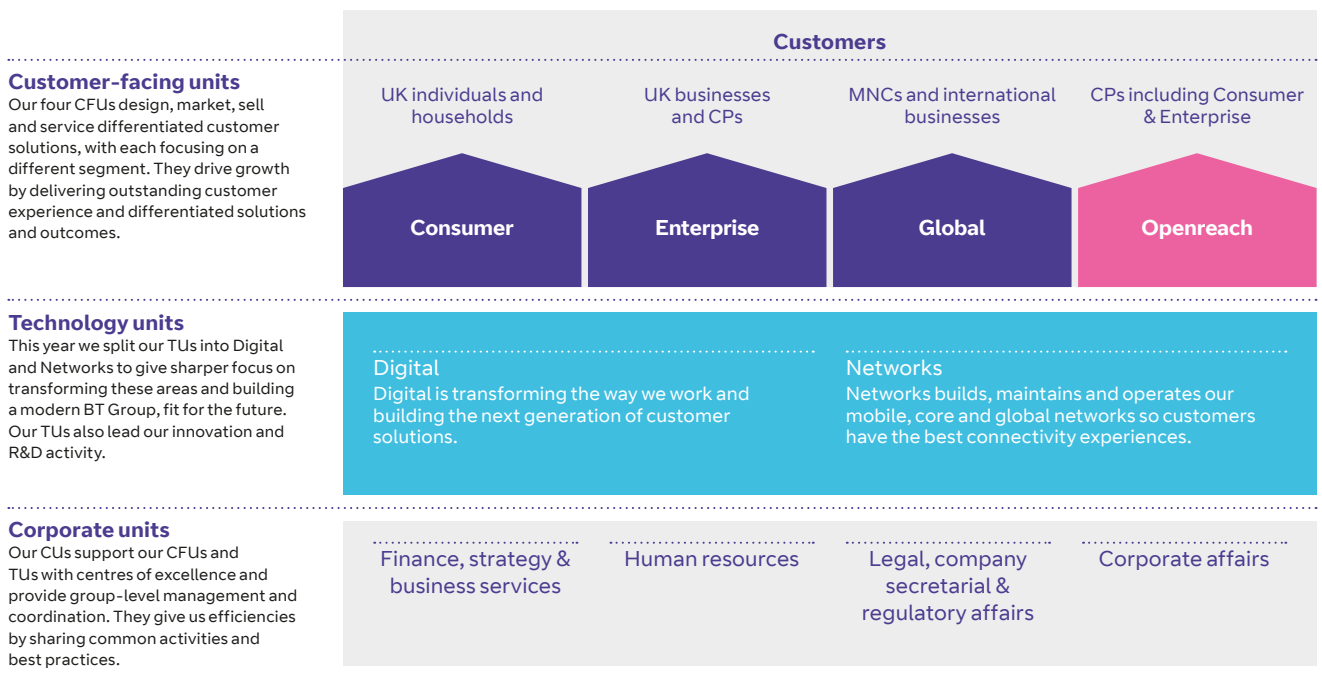 Customers
Customer-facing units
Our four CFUs design, market, sell
and service differentiated customer
solutions, with each focusing on a
different segment. They drive growth
by delivering outstanding customer
experience and differentiated solutions
and outcomes.
UK individuals and
households
UK businesses
and CPs
MNCs and international
businesses
CPs including Consumer
& Enterprise
Consumer
Enterprise
Global
Openreach
Technology units
This year we split our TUs into Digital
and Networks to give sharper focus on
transforming these areas and building
a modern BT Group, fit for the future.
Our TUs also lead our innovation and
R&D activity.
Digital
Digital is transforming the way we work and
building the next generation of customer
solutions.
Networks
Networks builds, maintains and operates our
mobile, core and global networks so customers
have the best connectivity experiences.
Corporate units
Our CUs support our CFUs and
TUs with centres of excellence and
provide group-level management and
coordination. They give us efficiencies
by sharing common activities and
best practices.
Finance, strategy &
business services
Human resources
Legal, company
secretarial &
regulatory affairs
Corporate affairs